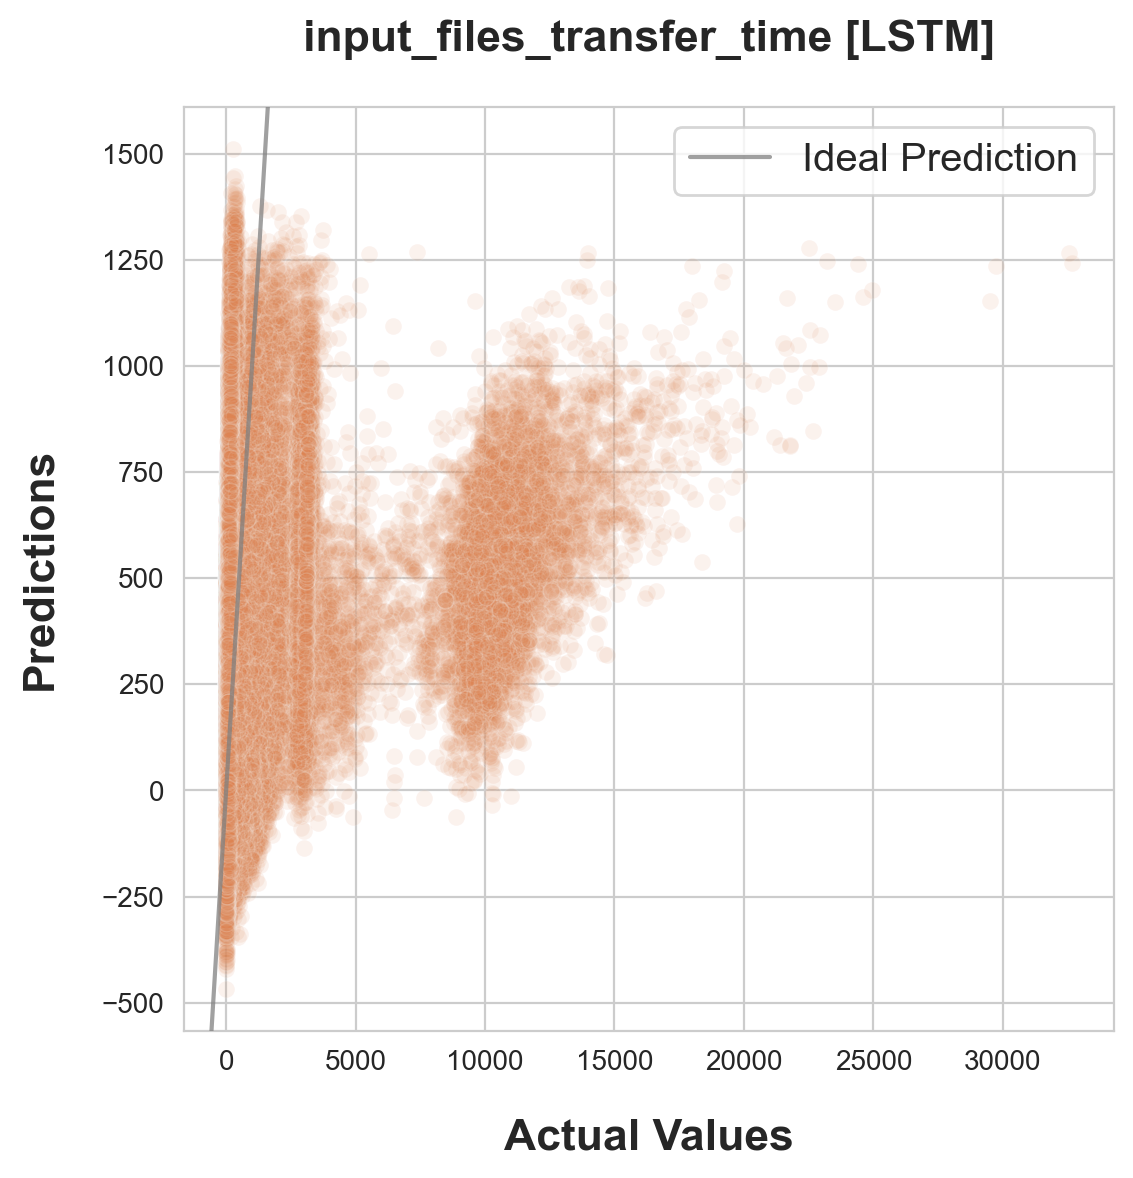 input_files_transfer_time [LSTM]
Ideal Prediction
1500
1250
1000
750
500
250
0
−250
−500
Predictions
0 5000 10000 15000 20000 25000 30000
Actual Values